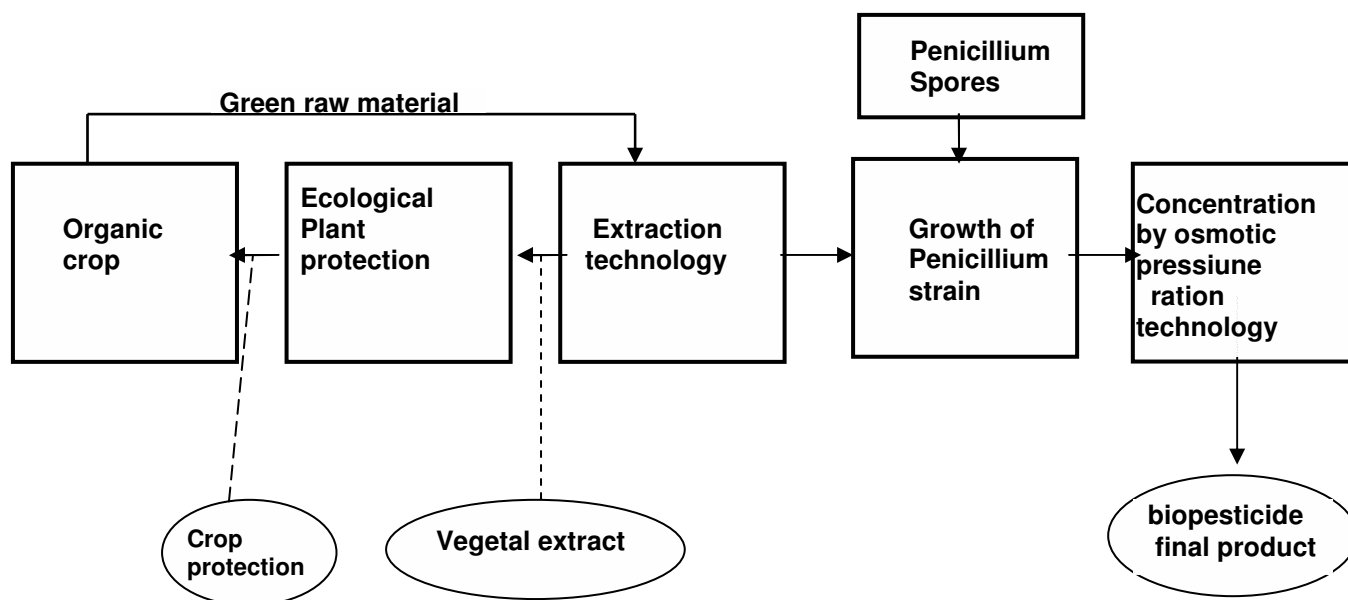 Penicillium
Spores
Green raw material
Organic
crop
Ecological
Plant
protection
Extraction
technology
Growth of
Penicillium
strain
Concentration
by osmotic
pressiune
ration
technology
Crop
protection
Vegetal extract
biopesticide
final product